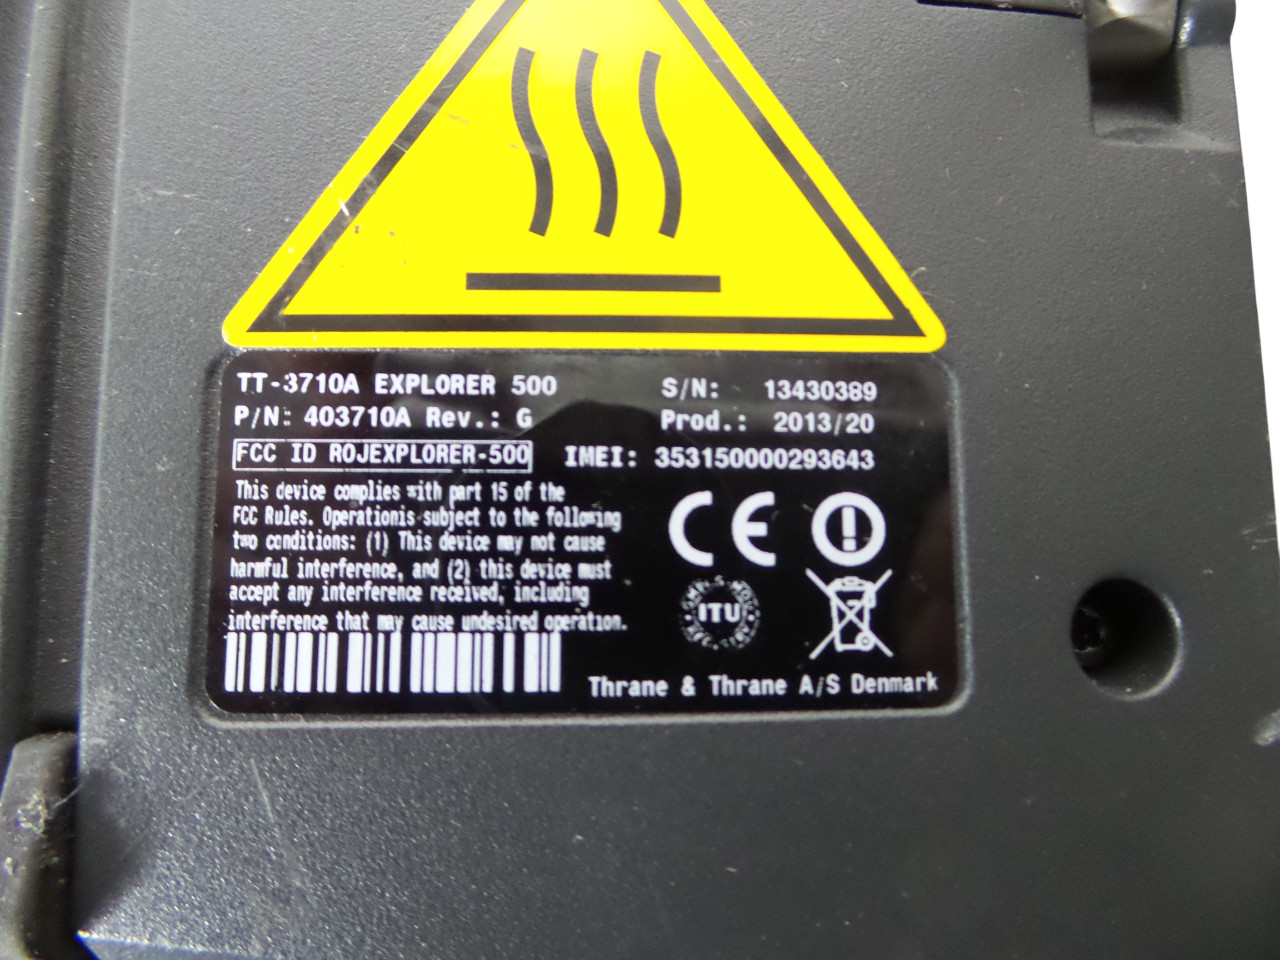 TT-3710A EXPLORER 500
S/N: 13430389
P/N: 403710A Rev.: G
Prod.: 2013/20
FCC ID ROJEXPLORER-500
IMEI: 353150000293643
This device complies with part 15 of the
FCC Rules. Operationis subject to the following
two conditions: (1) This device may not cause
harmful interference, and (2) this device must
accept any interference received, including
interference that may cause undesired operation.
CE
ITU
Thrane & Thrane A/S Denmark